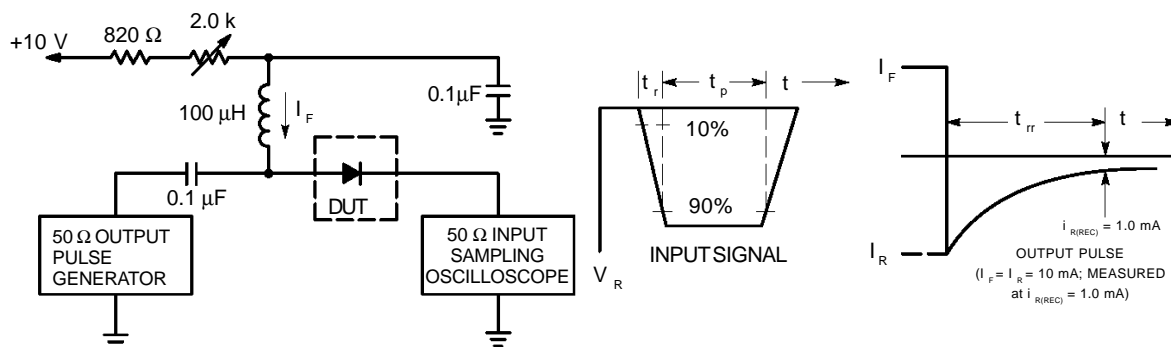 +10 V
820 Ω
2.0 k
100 μH
I F
0.1μF
0.1 μF
DUT
50 Ω OUTPUT
PULSE
GENERATOR
50 Ω INPUT
SAMPLING
OSCILLOSCOPE
t r
t p
t
10%
90%
V R
INPUT SIGNAL
I F
t rr
t
I R
i R(REC) = 1.0 mA
OUTPUT PULSE
(I F = I R = 10 mA; MEASURED
at i R(REC) = 1.0 mA)